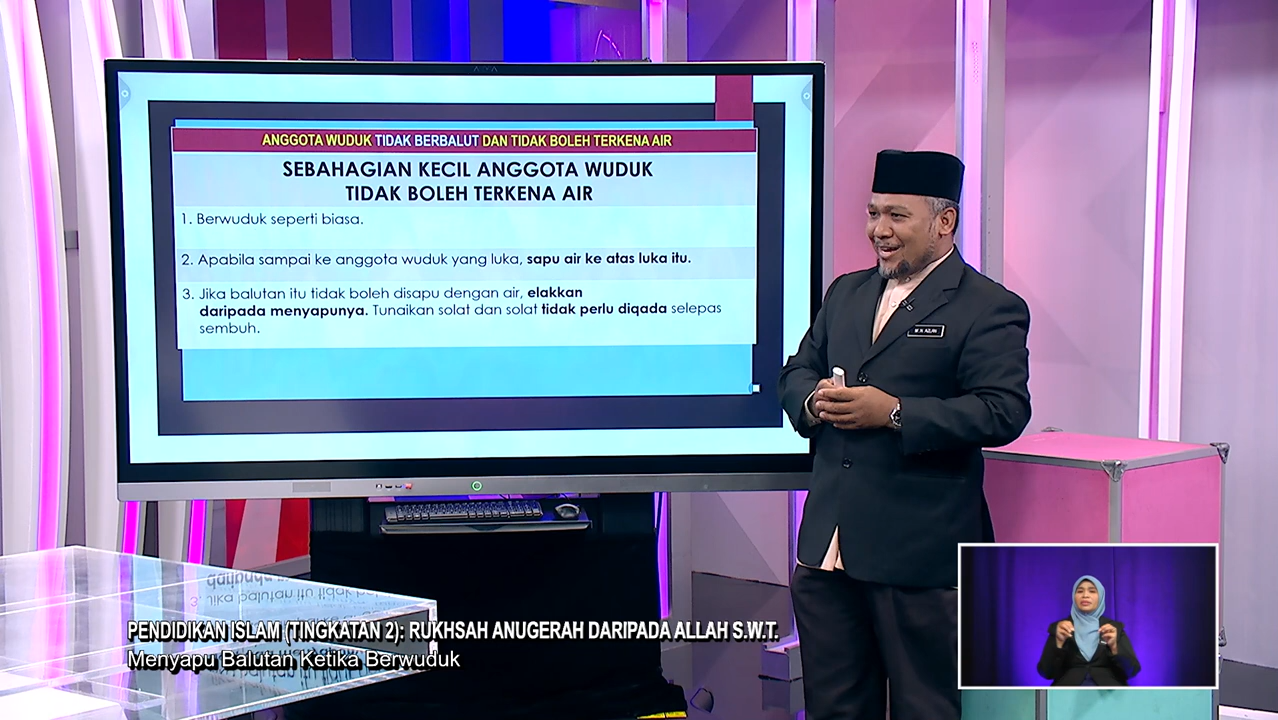 ANGGOTA WUDUK TIDAK BERBALUT DAN TIDAK BOLEH TERKENA AIR
SEBAHAGIAN KECIL ANGGOTA WUDUK
TIDAK BOLEH TERKENA AIR
1. Berwuduk seperti biasa.
2. Apabila sampai ke anggota wuduk yang luka, sapu air ke atas luka itu.
3. Jika balutan itu tidak boleh disapu dengan air, elakkan
daripada menyapunya. Tunaikan solat dan solat tidak perlu diqada selepas
sembuh.
M. N. AZLAN
PENDIDIKAN ISLAM (TINGKATAN 2): RUKHSAH ANUGERAH DARIPADA ALLAH S.W.T.
Menyapu Balutan Ketika Berwuduk